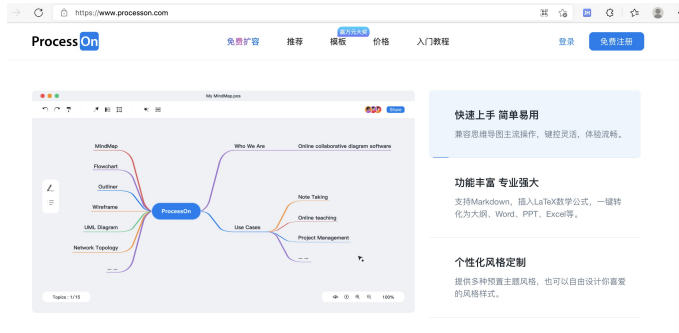 https://www.processon.com
ProcessOn
免费扩容
推荐
模板
赢万元大奖
价格
入门教程
登录
免费注册
My MindMap.pos
Share
MindMap
Flowchart
Outliner
Wireframe
UML Diagram
Network Topology
ProcessOn
Who We Are
Online collaborative diagram software
Use Cases
Note Taking
Online teaching
Project Management
Topics : 1/15
100%
快速上手 简单易用
兼容思维导图主流操作，键控灵活，体验流畅。
功能丰富 专业强大
支持Markdown，插入LaTeX数学公式，一键转
化为大纲、Word、PPT、Excel等。
个性化风格定制
提供多种预置主题风格，也可以自由设计你喜爱
的风格样式。